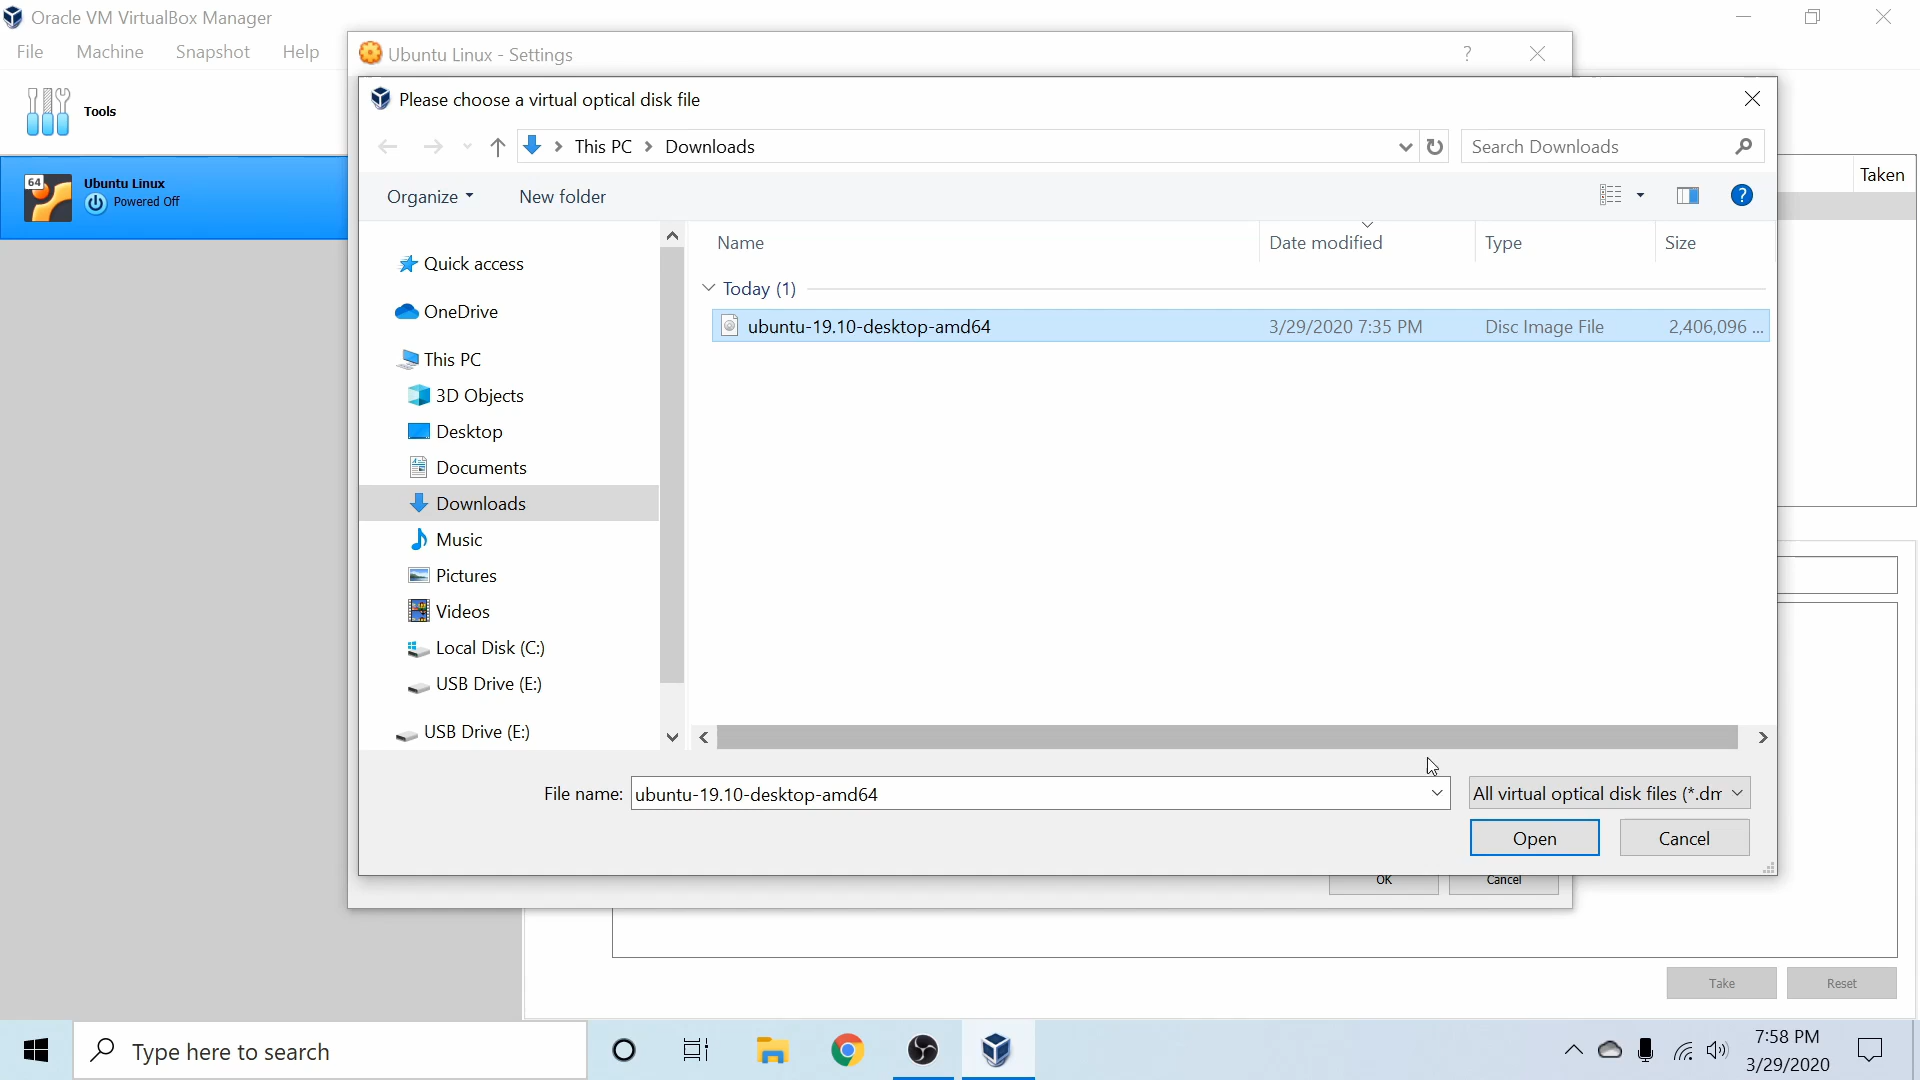 Oracle VM VirtualBox Manager
File Machine Snapshot Help
Ubuntu Linux - Settings
?
Tools
Please choose a virtual optical disk file
This PC > Downloads
Search Downloads
Taken
64
Ubuntu Linux
Powered Off
Organize New folder
?
Name Date modified Type Size
Quick access
Today (1)
ubuntu-19.10-desktop-amd64 3/29/2020 7:35 PM Disc Image File 2,406,096 ...
OneDrive
This PC
3D Objects
Desktop
Documents
Downloads
Music
Pictures
Videos
Local Disk (C:)
USB Drive (E:)
USB Drive (E:)
File name: ubuntu-19.10-desktop-amd64 All virtual optical disk files (*.dm
Open Cancel
OK Cancel
Take Reset
Type here to search
7:58 PM
3/29/2020